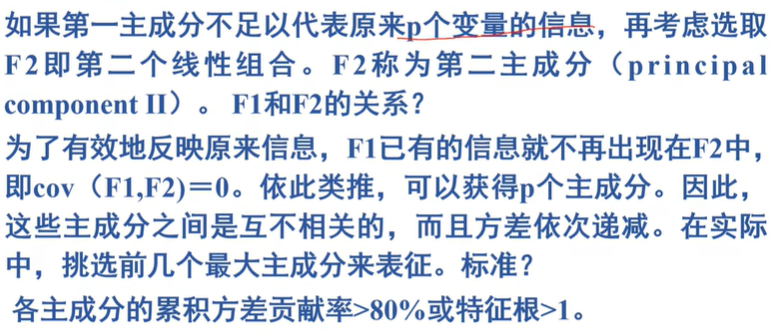 如果第一主成分不足以代表原来p个变量的信息，再考虑选取
F2即第二个线性组合。F2称为第二主成分（principal
component II）。 F1和F2的关系？
为了有效地反映原来信息，F1已有的信息就不再出现在F2中，
即cov（F1,F2)＝0。依此类推，可以获得p个主成分。因此，
这些主成分之间是互不相关的，而且方差依次递减。在实际
中，挑选前几个最大主成分来表征。标准？
各主成分的累积方差贡献率>80%或特征根>1。